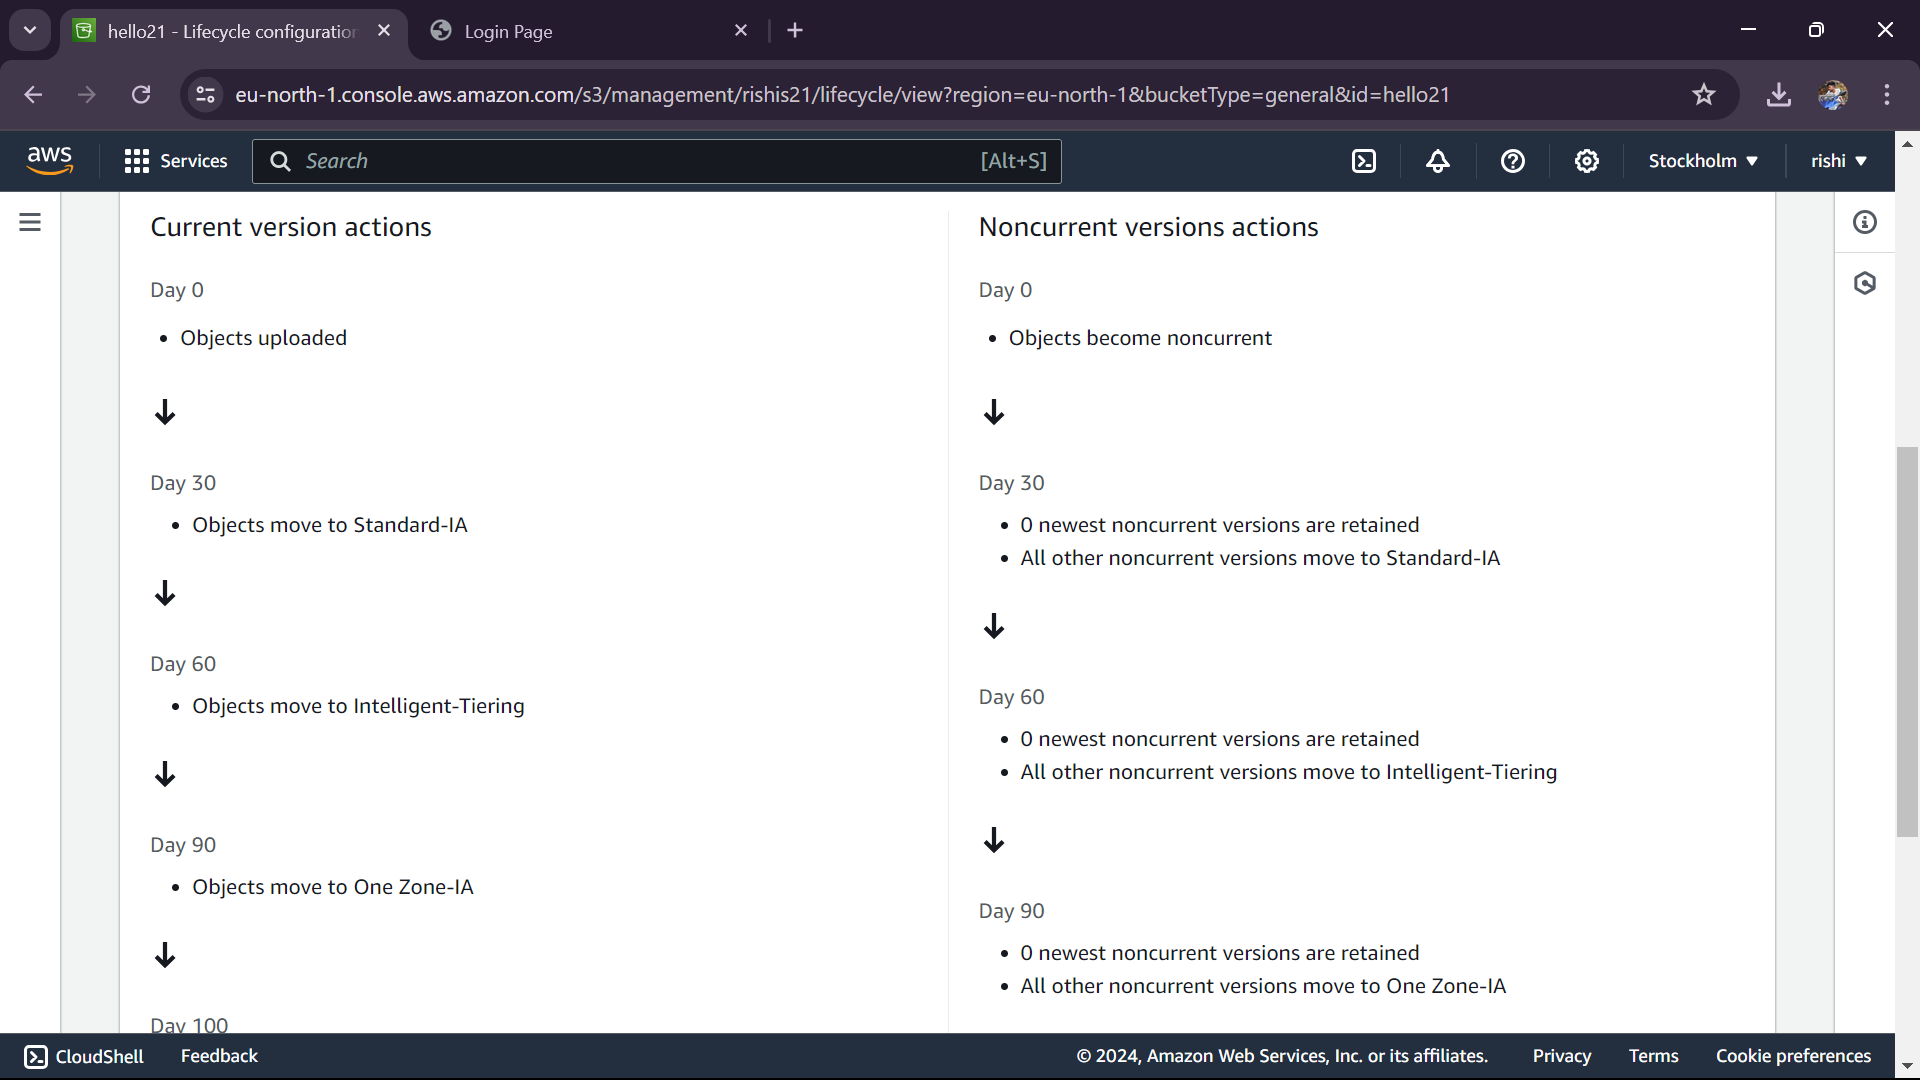 hello21 - Lifecycle configuration
Login Page
eu-north-1.console.aws.amazon.com/s3/management/rishis21/lifecycle/view?region=eu-north-1&bucketType=general&id=hello21
aws
Services
Search
[Alt+S]
Stockholm
rishi
Current version actions
Day 0
Objects uploaded
Day 30
Objects move to Standard-IA
Day 60
Objects move to Intelligent-Tiering
Day 90
Objects move to One Zone-IA
Day 100
Noncurrent versions actions
Day 0
Objects become noncurrent
Day 30
0 newest noncurrent versions are retained
All other noncurrent versions move to Standard-IA
Day 60
0 newest noncurrent versions are retained
All other noncurrent versions move to Intelligent-Tiering
Day 90
0 newest noncurrent versions are retained
All other noncurrent versions move to One Zone-IA
CloudShell
Feedback
© 2024, Amazon Web Services, Inc. or its affiliates.
Privacy
Terms
Cookie preferences